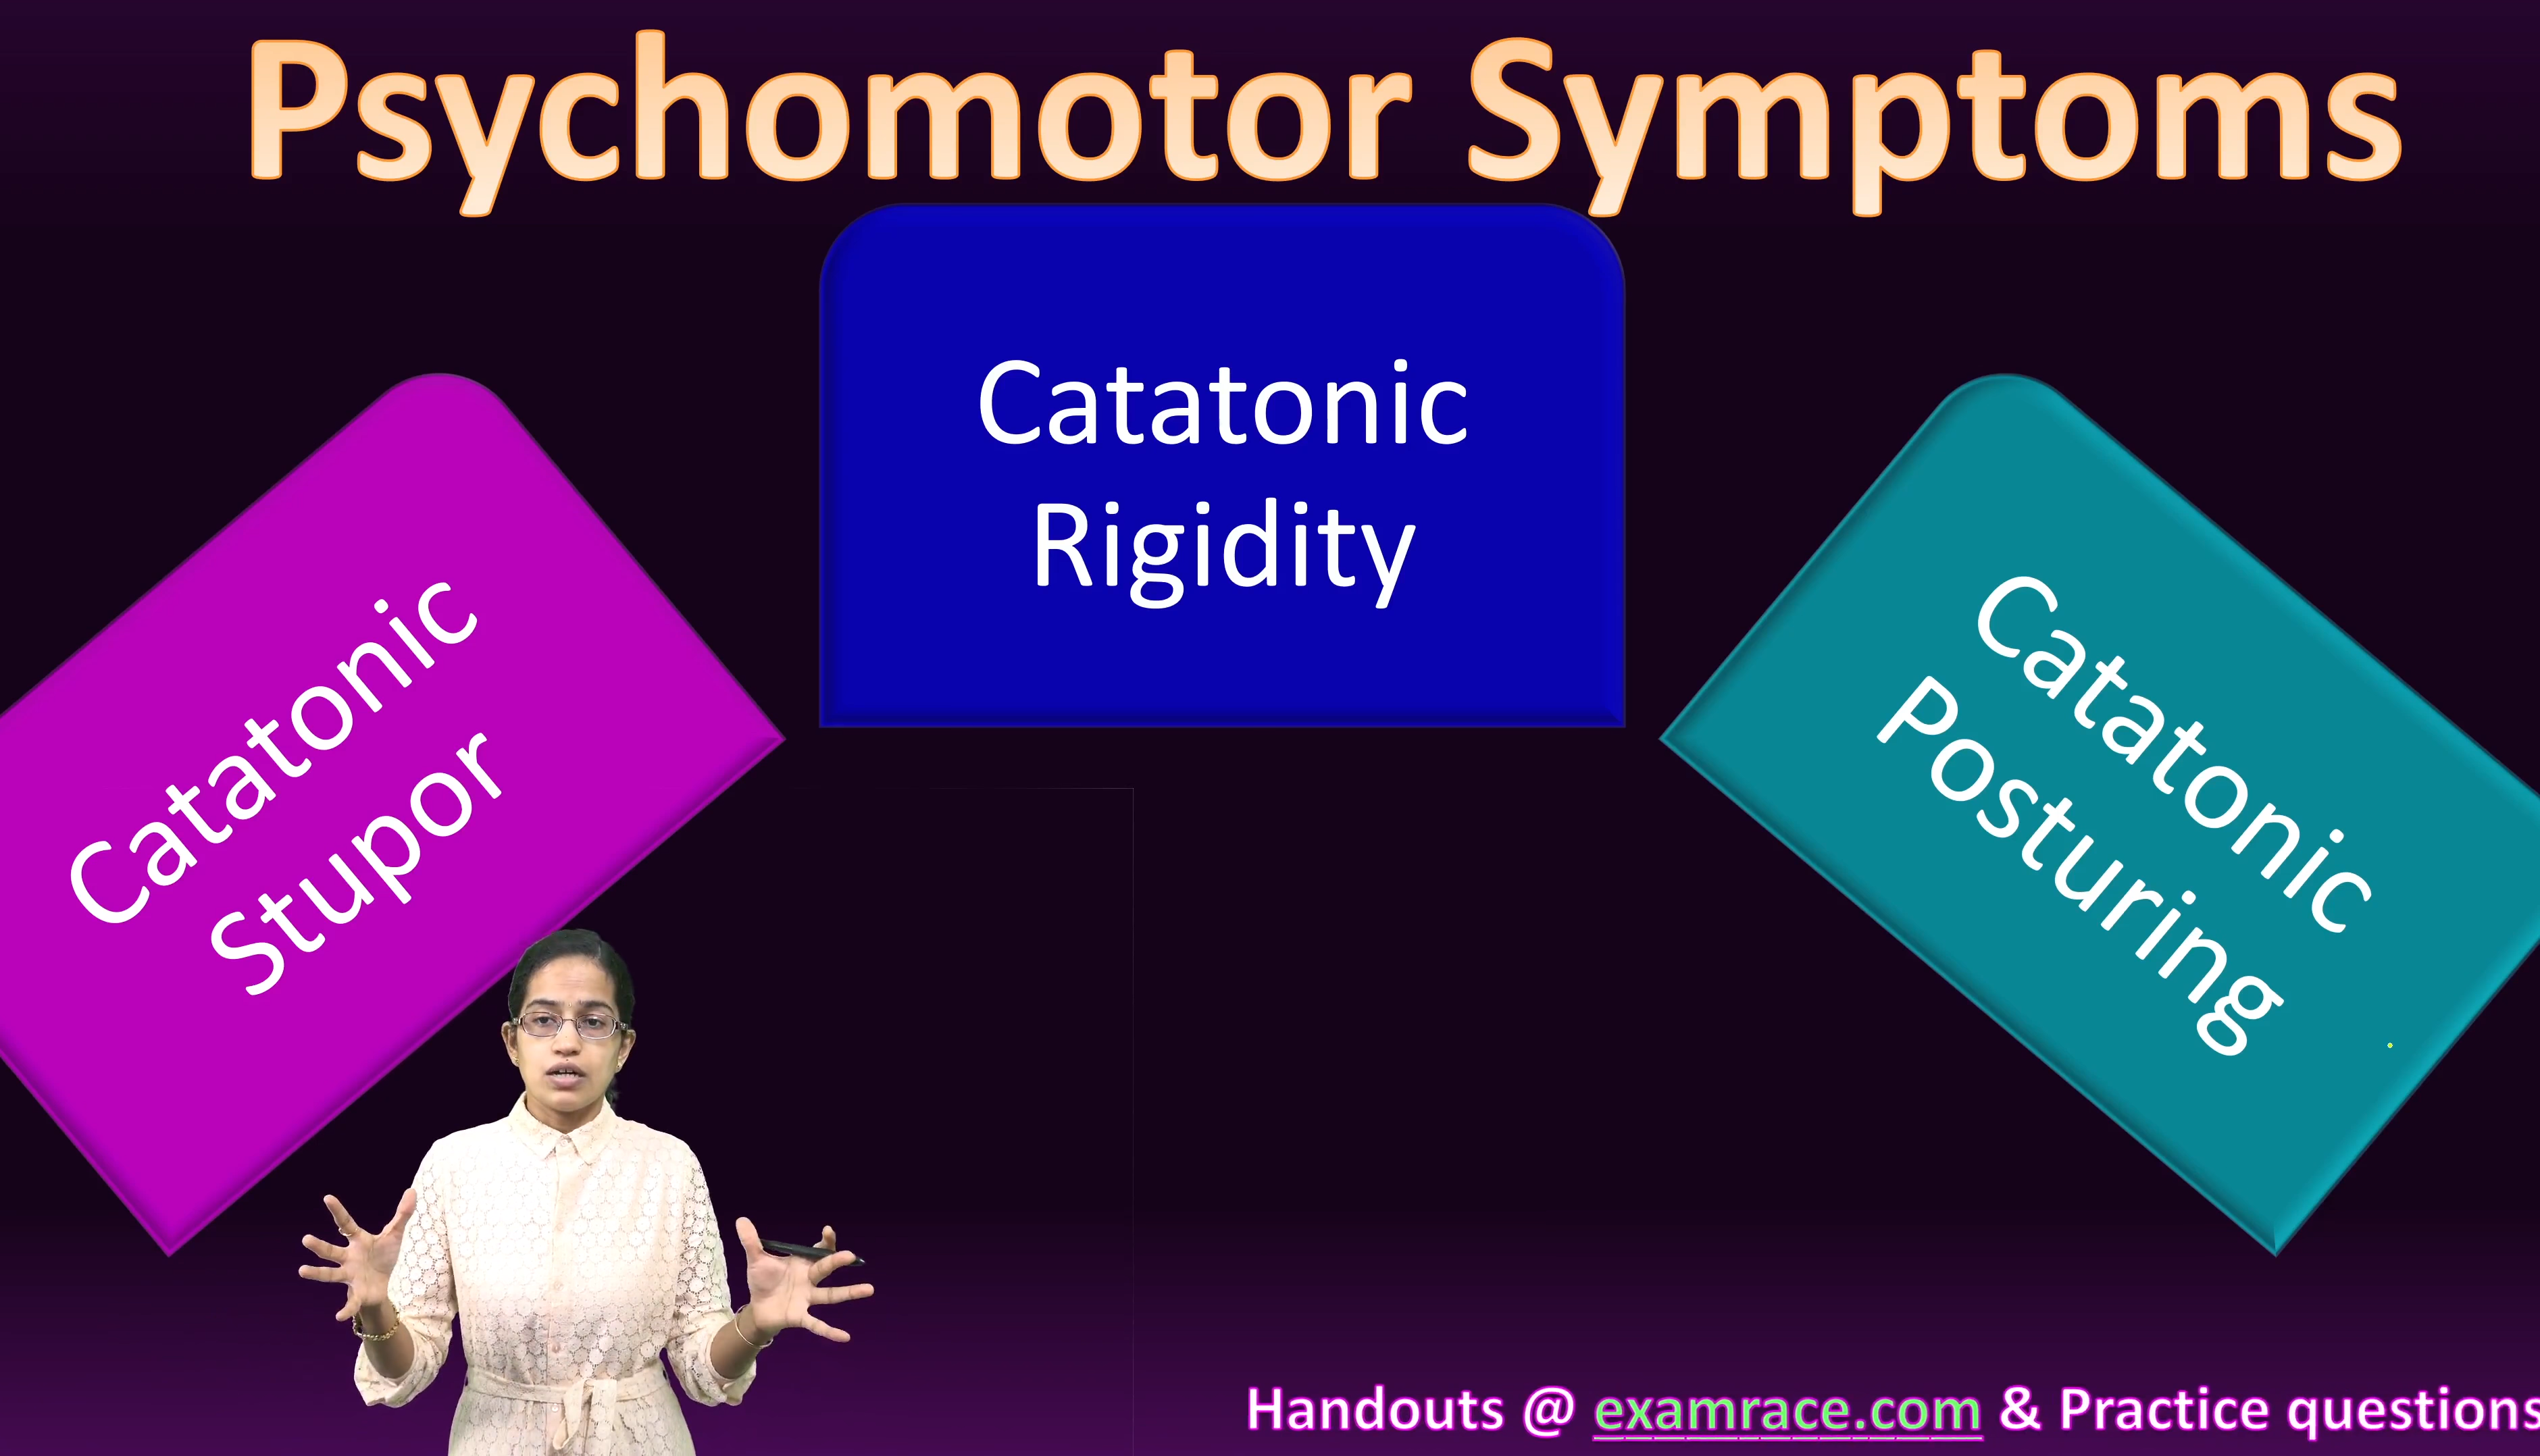 Psychomotor Symptoms
Catatonic
Stupor
Catatonic
Rigidity
Catatonic
Posturing
Handouts @ examrace.com & Practice questions